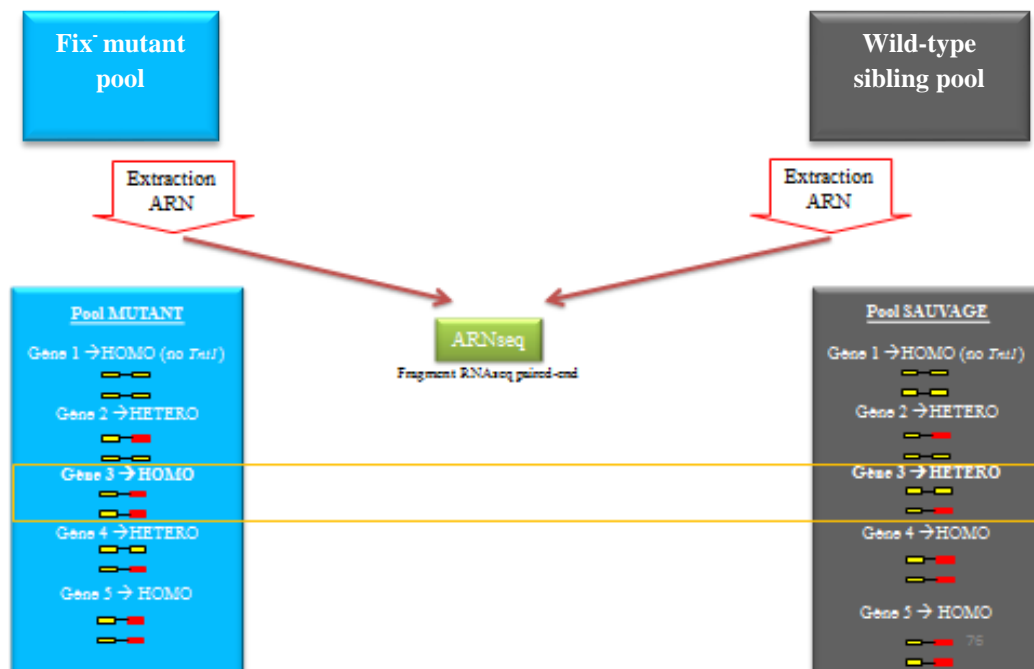 Fix⁻ mutant
pool
Wild-type
sibling pool
Extraction
ARN
Extraction
ARN
Pool MUTANT
Gène 1 →HOMO (no Tnt1)
Gène 2 →HETERO
Gène 3 →HOMO
Gène 4 →HETERO
Gène 5 → HOMO
ARNseq
Fragment RNAseq paired-end
Pool SAUVAGE
Gène 1 →HOMO (no Tnt1)
Gène 2 →HETERO
Gène 3 →HETERO
Gène 4 →HOMO
Gène 5 → HOMO
76